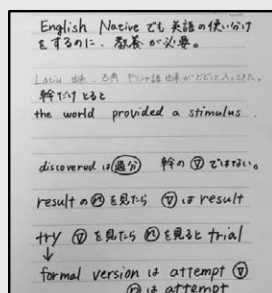 English Native でも 英語の使い分け
をするのに、教養が必要。
Latin 由来、古典 ギリシャ語 由来 がどどっと入ってきた。
幹だけ とると
the world provided a stimulus.
discovered は 過分 幹の Ⓥ ではない。
result の ⓝ を見たら Ⓥ は result
try Ⓥ を見たら ⓝ を見ると trial
↓
formal version は attempt Ⓥ
ⓝ は attempt